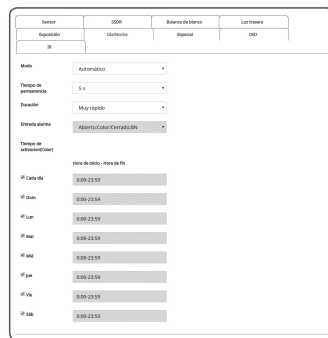 Sensor SSDR Balance de blanco Luz trasera
Exposición Día/Noche Especial OSD
IR
Modo Automático
Tiempo de permanencia 5 s
Duración Muy rápido
Entrada alarma Abierto:Color/Cerrado:BN
Tiempo de activacion(Color)
Hora de inicio - Hora de fin
Cada día 0:00-23:59
Dom 0:00-23:59
Lun 0:00-23:59
Mar 0:00-23:59
Mié 0:00-23:59
Jue 0:00-23:59
Vie 0:00-23:59
Sáb 0:00-23:59